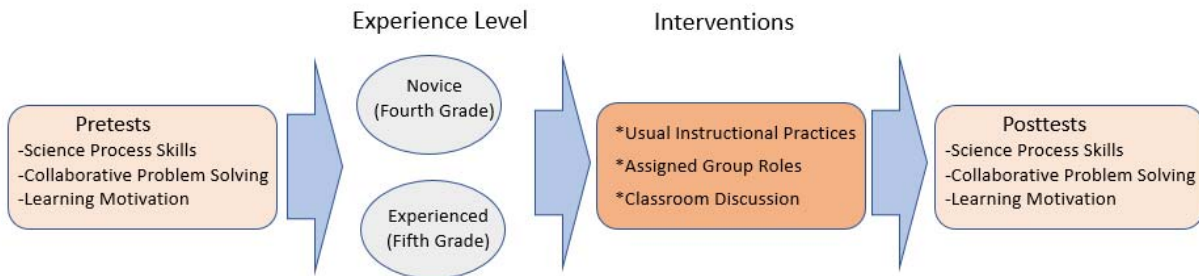 Experience Level
Interventions
Pretests
-Science Process Skills
-Collaborative Problem Solving
-Learning Motivation
Novice
(Fourth Grade)
Experienced
(Fifth Grade)
*Usual Instructional Practices
*Assigned Group Roles
*Classroom Discussion
Posttests
-Science Process Skills
-Collaborative Problem Solving
-Learning Motivation